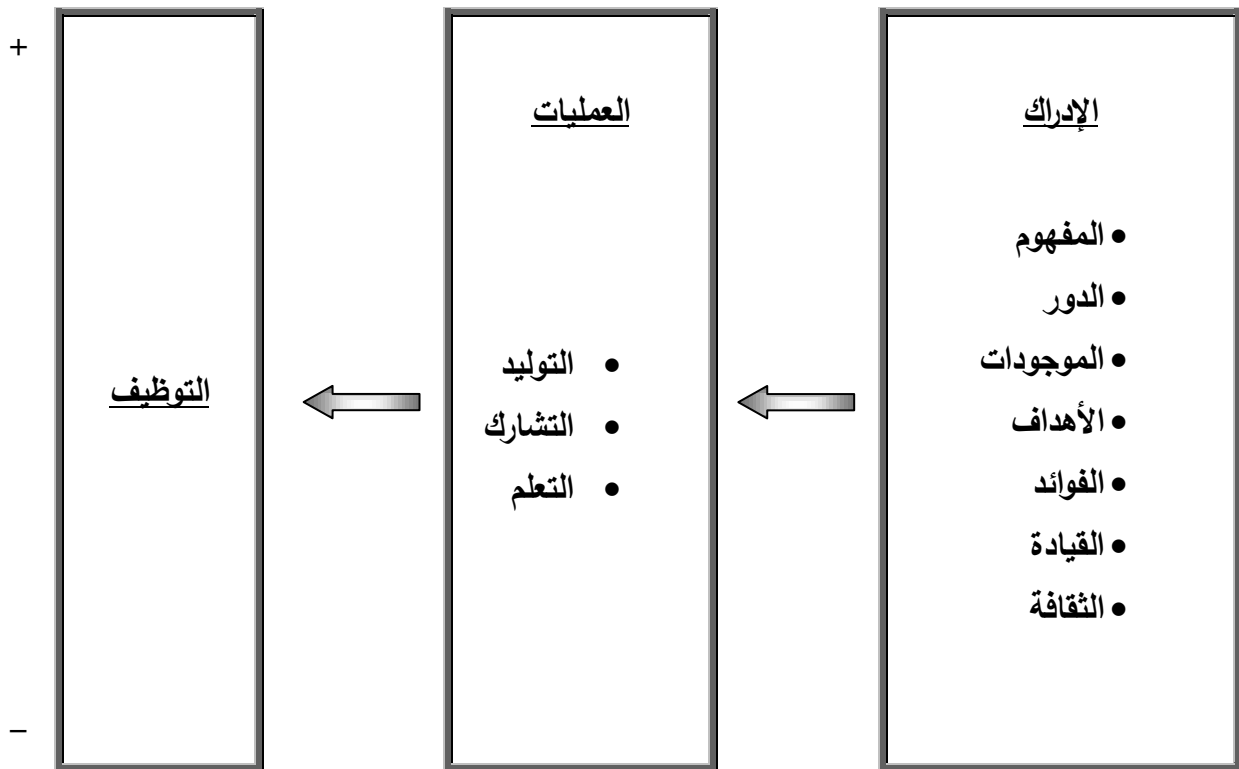 الإدراك
• المفهوم
• الدور
• الموجودات
• الأهداف
• الفوائد
• القيادة
• الثقافة
العمليات
• التوليد
• التشارك
• التعلم
التوظيف
+
–